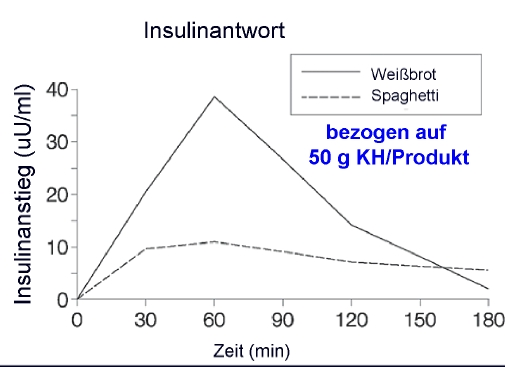 Insulinantwort
Weißbrot
Spaghetti
bezogen auf
50 g KH/Produkt
Insulinanstieg (uU/ml)
40
30
20
10
0
0 30 60 90 120 150 180
Zeit (min)